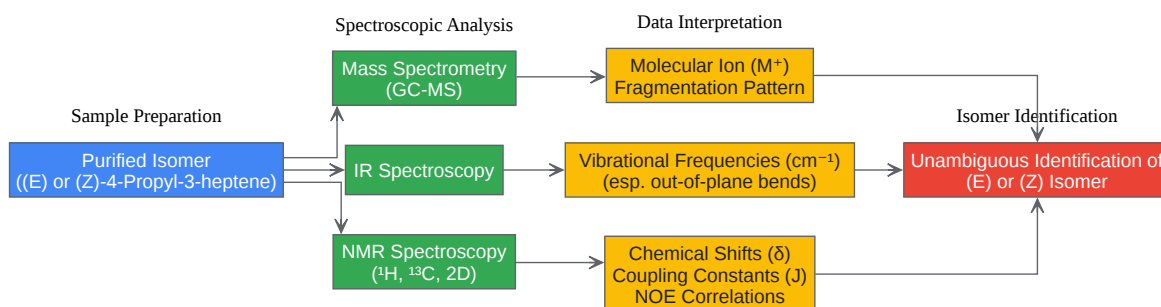 Spectroscopic Analysis
Data Interpretation
Mass Spectrometry
(GC-MS)
Molecular Ion (M⁺)
Fragmentation Pattern
Sample Preparation
Isomer Identification
Purified Isomer
((E) or (Z)-4-Propyl-3-heptene)
IR Spectroscopy
Vibrational Frequencies (cm⁻¹)
(esp. out-of-plane bends)
Unambiguous Identification of
(E) or (Z) Isomer
NMR Spectroscopy
(¹H, ¹³C, 2D)
Chemical Shifts (δ)
Coupling Constants (J)
NOE Correlations